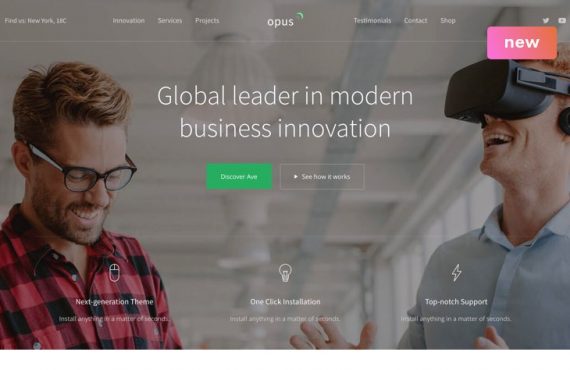 Find us: New York, 18C
Innovation
Services
Projects
opus
Testimonials
Contact
Shop
new
Global leader in modern
business innovation
Discover Ave
See how it works
Next-generation Theme
One Click Installation
Top-notch Support
Install anything in a matter of seconds.
Install anything in a matter of seconds.
Install anything in a matter of seconds.